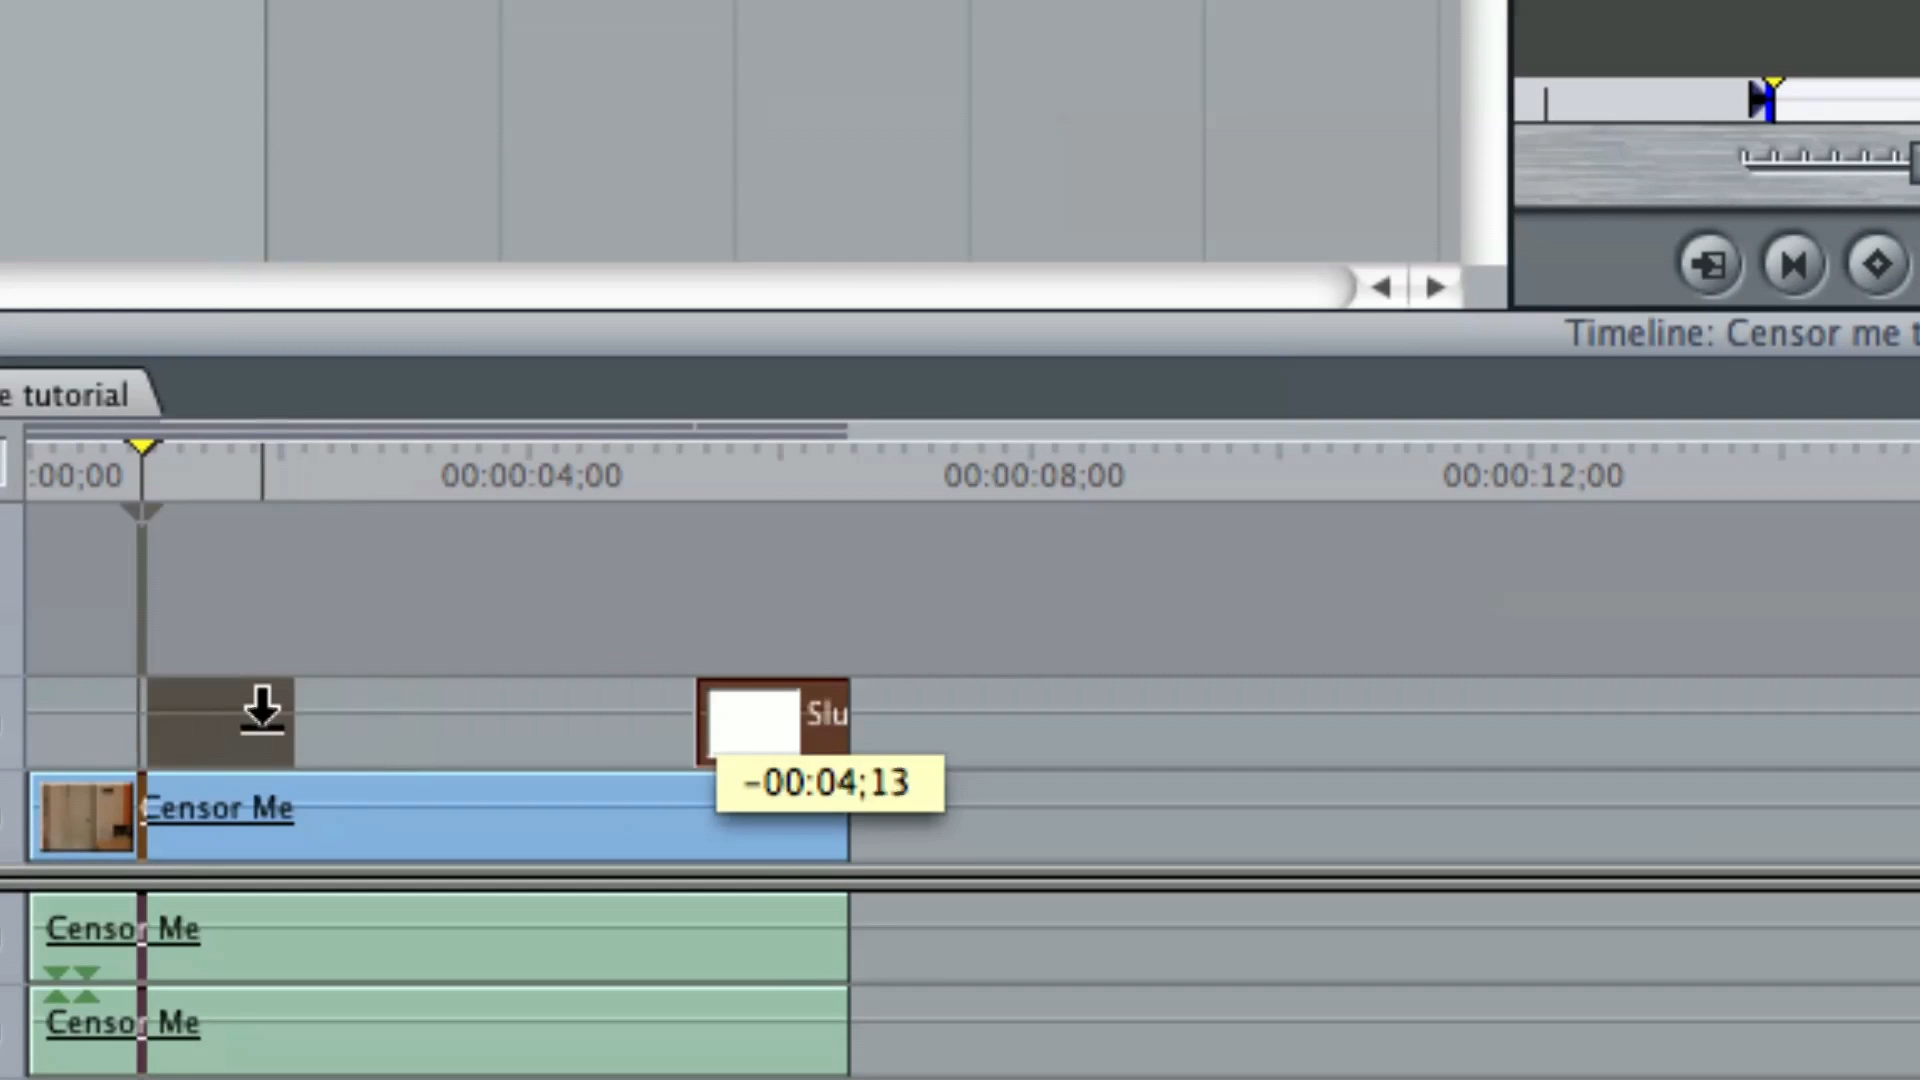 Timeline: Censor me t
e tutorial
:00;00
00:00:04;00
00:00:08;00
00:00:12;00
Slu
-00:04;13
Censor Me
Censor Me
Censor Me